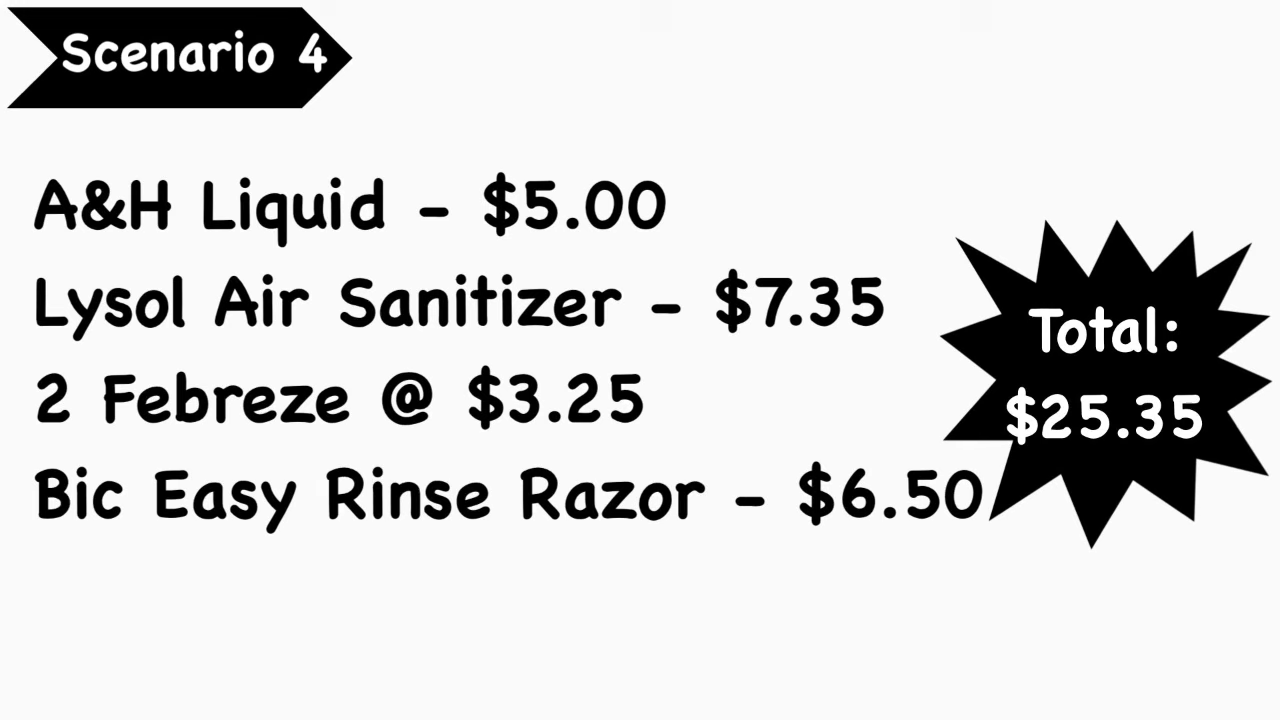 Scenario 4
A&H Liquid - $5.00
Lysol Air Sanitizer - $7.35
2 Febreze @ $3.25
Bic Easy Rinse Razor - $6.50
Total:
$25.35